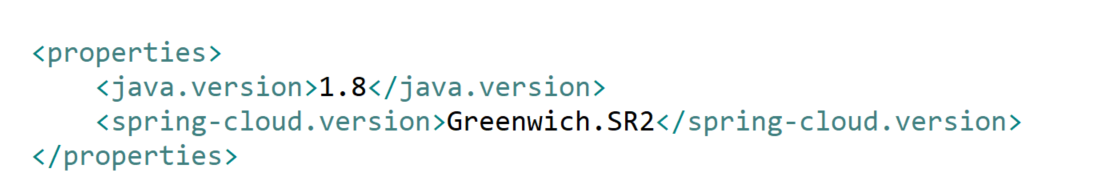 <properties>
    <java.version>1.8</java.version>
    <spring-cloud.version>Greenwich.SR2</spring-cloud.version>
</properties>